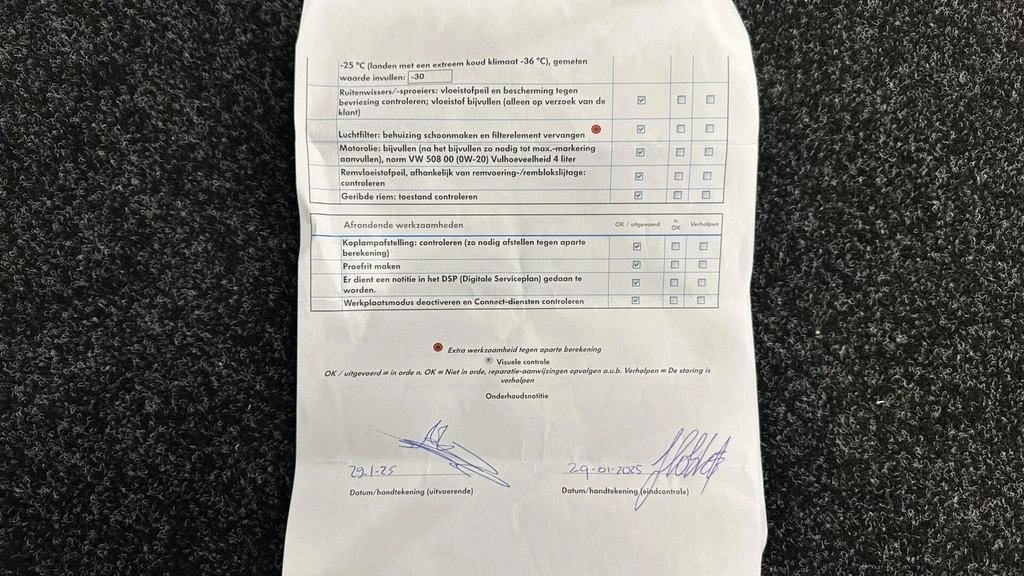 -25 °C (landen met een extreem koud klimaat -36 °C), gemeten
waarde invullen: -30
Ruitenwissers/-sproeiers: vloeistofpeil en bescherming tegen
bevriezing controleren; vloeistof bijvullen (alleen op verzoek van de
klant)
Luchtfilter: behuizing schoonmaken en filterelement vervangen
Motorolie: bijvullen (na het bijvullen zo nodig tot max.-markering
aanvullen), norm VW 508 00 (0W-20) Vulhoeveelheid 4 liter
Remvloeistofpeil, afhankelijk van remvoering-/remblokslijtage:
controleren
Geribde riem: toestand controleren
Afrondende werkzaamheden OK / uitgevoerd n. OK Verholpen
Koplampafstelling: controleren (zo nodig afstellen tegen aparte
berekening)
Proefrit maken
Er dient een notitie in het DSP (Digitale Serviceplan) gedaan te
worden.
Werkplaatsmodus deactiveren en Connect-diensten controleren
Extra werkzaamheid tegen aparte berekening
Visuele controle
OK / uitgevoerd = in orde n. OK = Niet in orde, reparatie-aanwijzingen opvolgen a.u.b. Verholpen = De storing is
verholpen
Onderhoudsnotitie
29-1-25 29-01-2025
Datum/handtekening (uitvoerende) Datum/handtekening (eindcontrole)